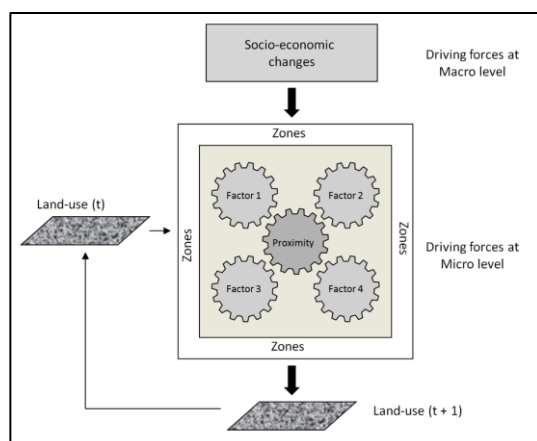 Socio-economic
changes
Driving forces at
Macro level
Zones
Factor 1
Factor 2
Land-use (t)
Zones
Proximity
Zones
Driving forces at
Micro level
Factor 3
Factor 4
Zones
Land-use (t + 1)